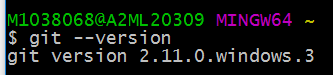 M1038068@A2ML20309 MINGW64 ~
$ git --version
git version 2.11.0.windows.3